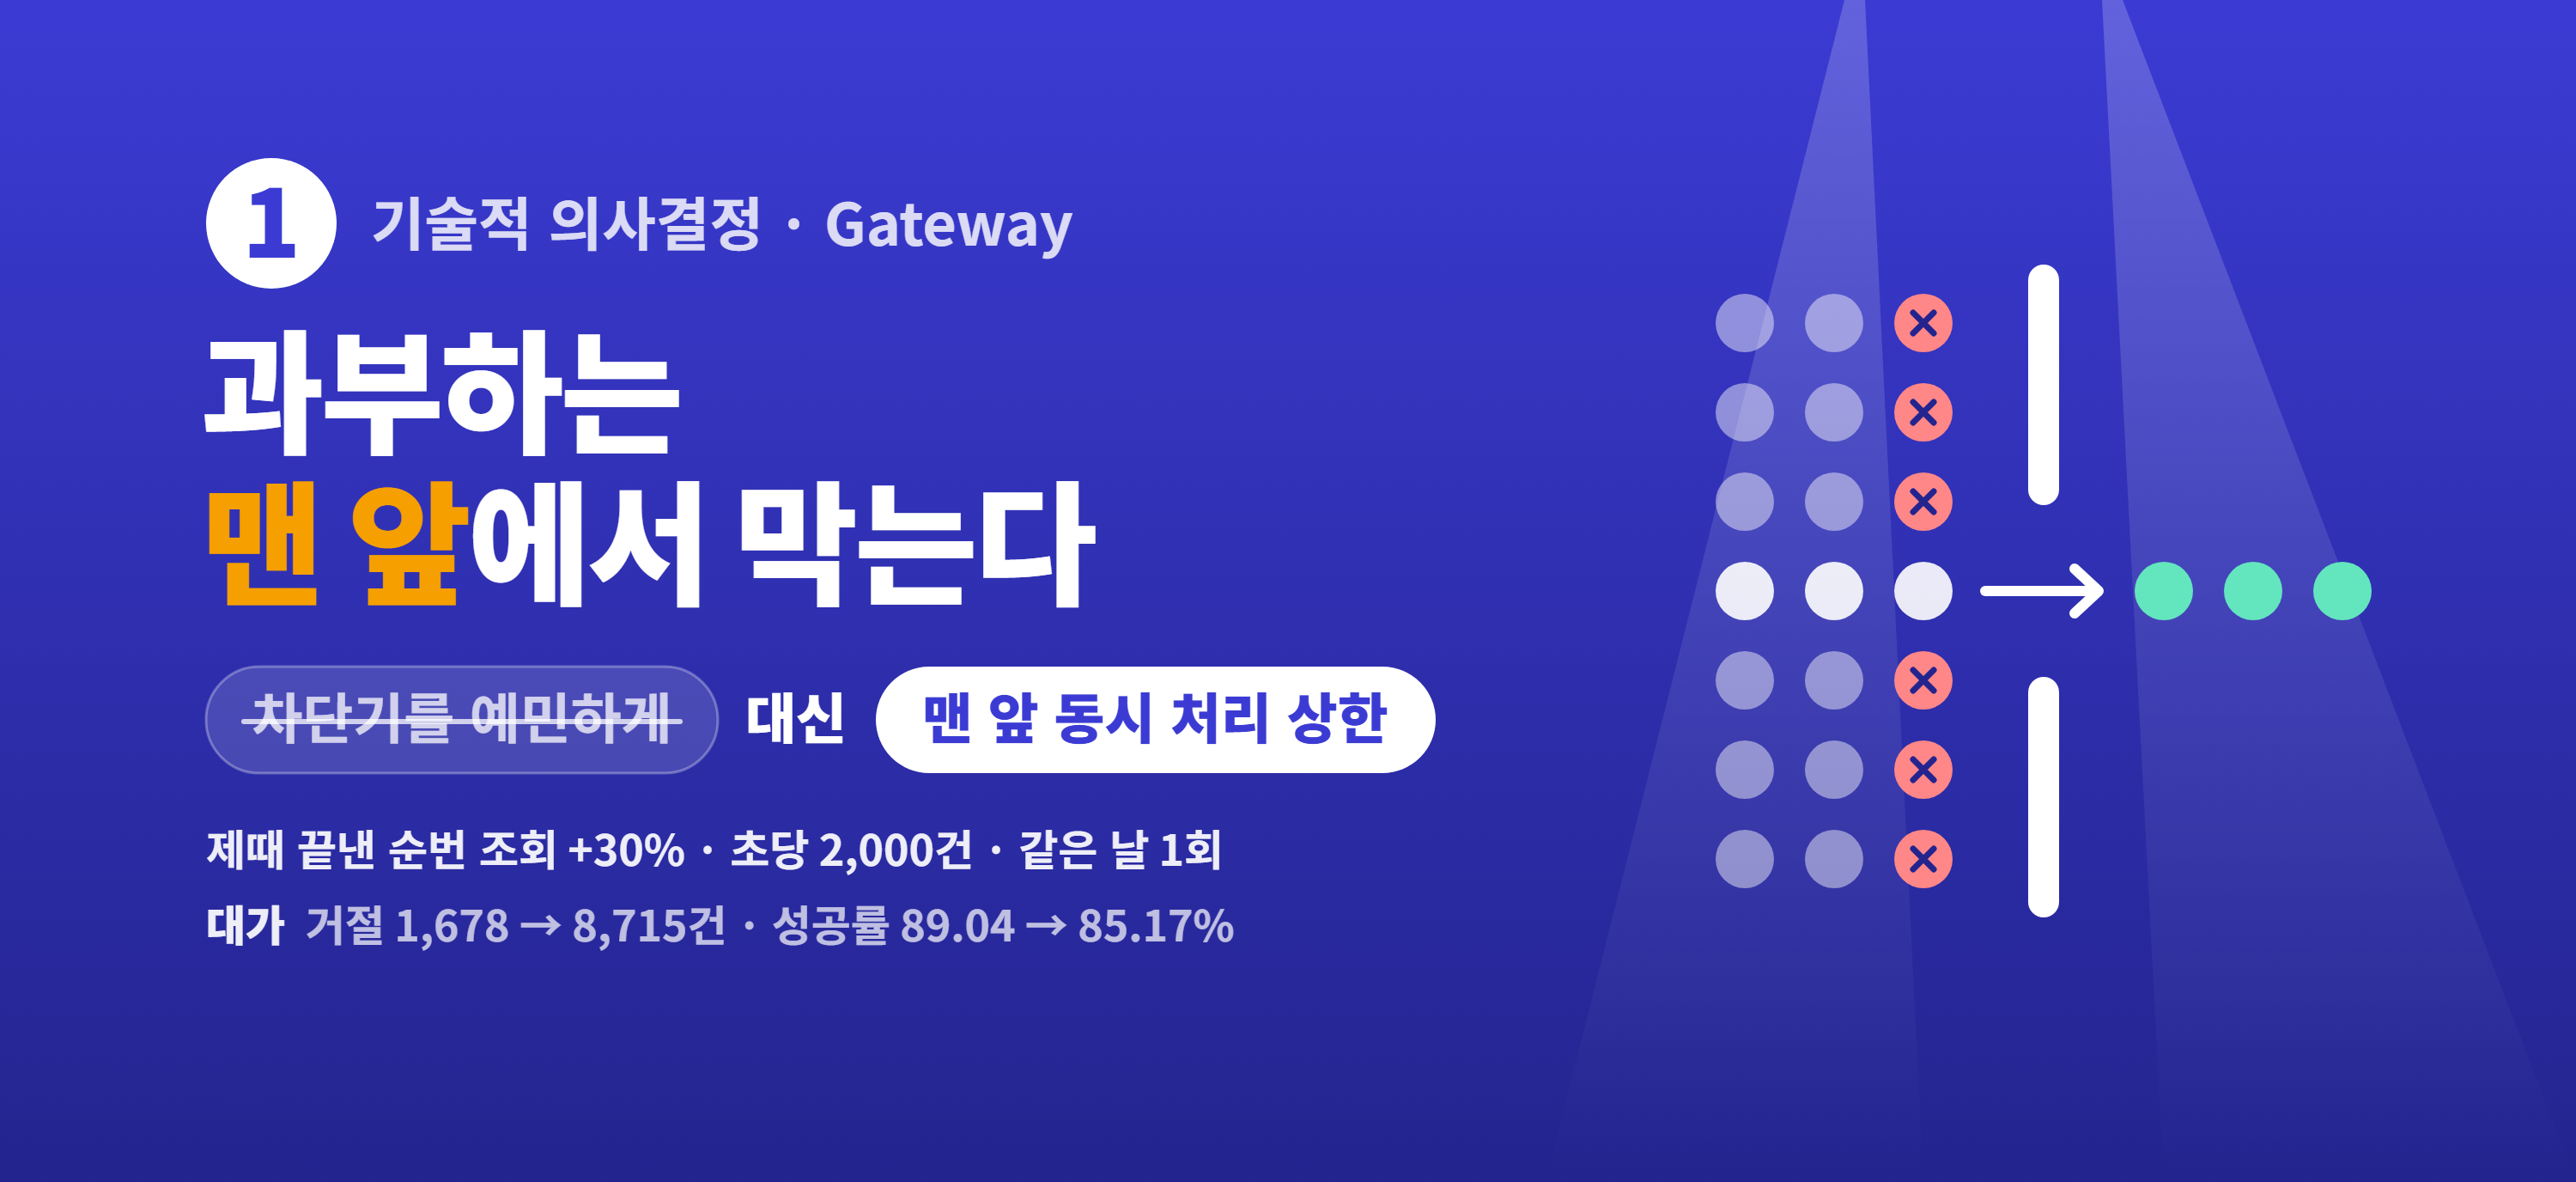 1 기술적 의사결정 · Gateway
과부하는
맨 앞에서 막는다
차단기를 예민하게 대신 맨 앞 동시 처리 상한
제때 끝낸 순번 조회 +30% · 초당 2,000건 · 같은 날 1회
대가 거절 1,678 → 8,715건 · 성공률 89.04 → 85.17%